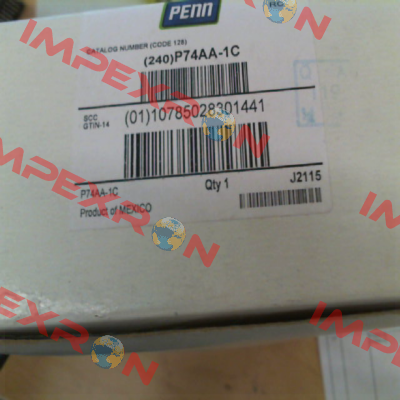 PENN
CATALOG NUMBER (CODE 128)
(240)P74AA-1C
SCC
GTIN-14
(01)10785028301441
P74AA-1C
Qty 1
J2115
Product of MEXICO
IMPEXRON
IMPEXRON
IMPEXRON
IMPEXRON